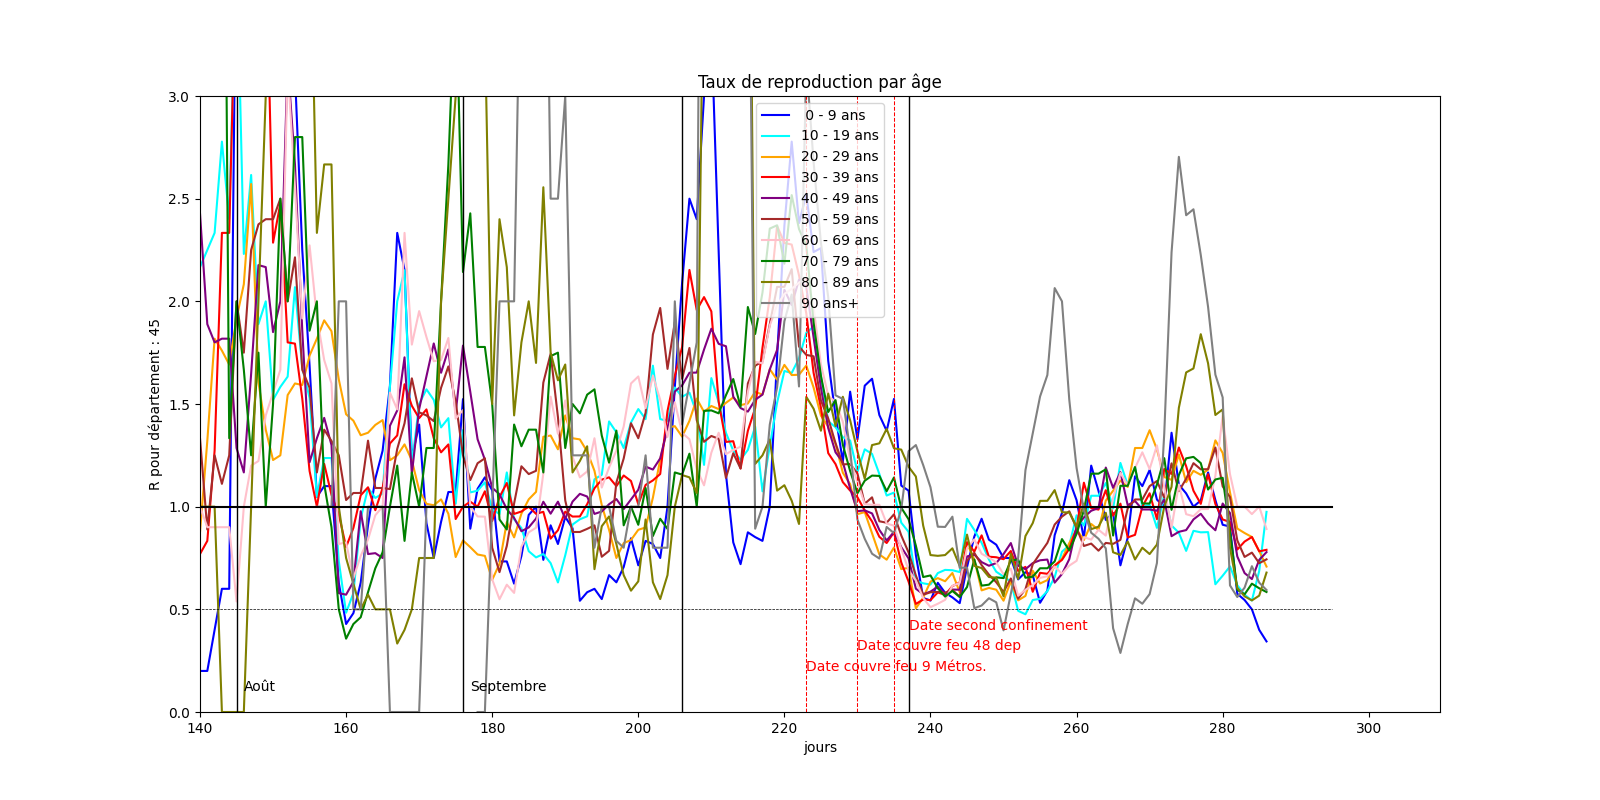 Taux de reproduction par âge
R pour département : 45
3.0
2.5
2.0
1.5
1.0
0.5
0.0
0 - 9 ans
10 - 19 ans
20 - 29 ans
30 - 39 ans
40 - 49 ans
50 - 59 ans
60 - 69 ans
70 - 79 ans
80 - 89 ans
90 ans+
Date second confinement
Date couvre feu 48 dep
Date couvre feu 9 Métros.
Août
Septembre
140 160 180 200 220 240 260 280 300
jours